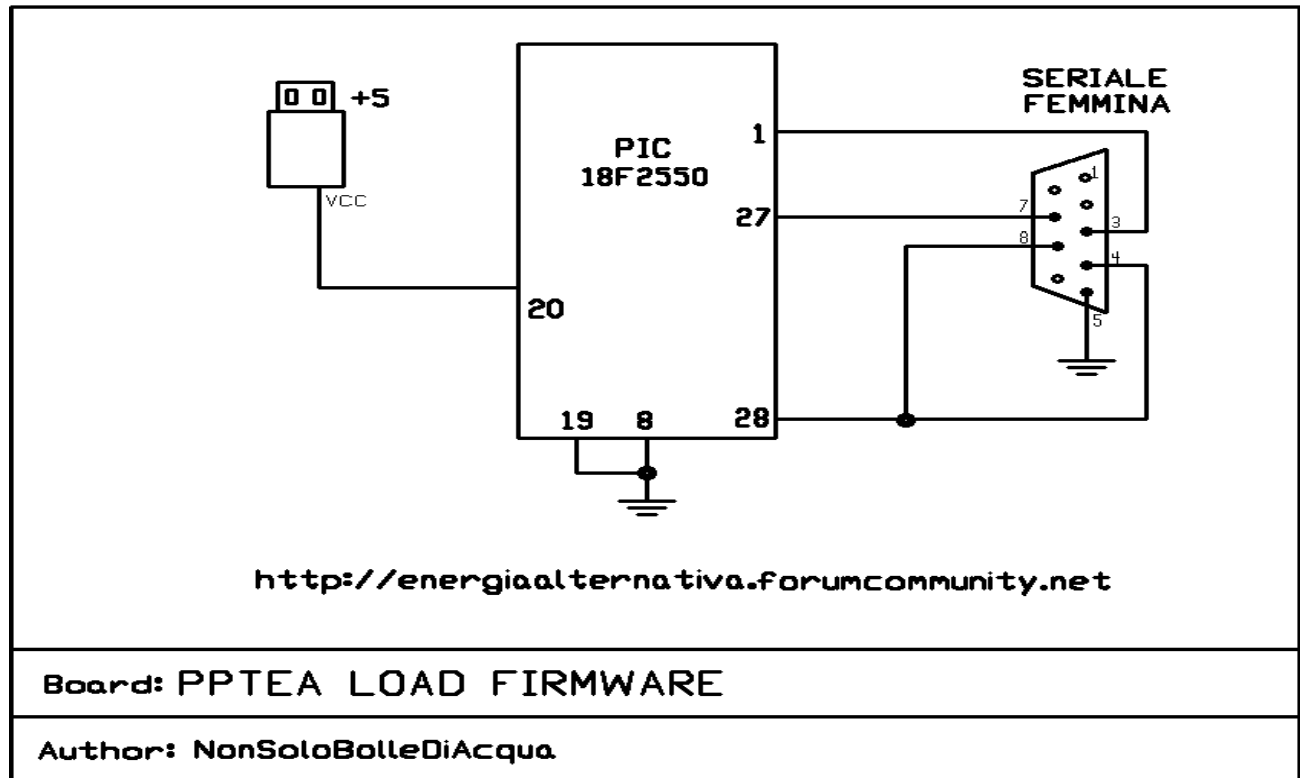 +5
VCC
PIC
18F2550
1
27
20
19
8
28
SERIALE
FEMMINA
1
7
3
8
4
5
http://energiaalternativa.forumcommunity.net
Board: PPTEA LOAD FIRMWARE
Author: NonSoloBolleDiAcqua